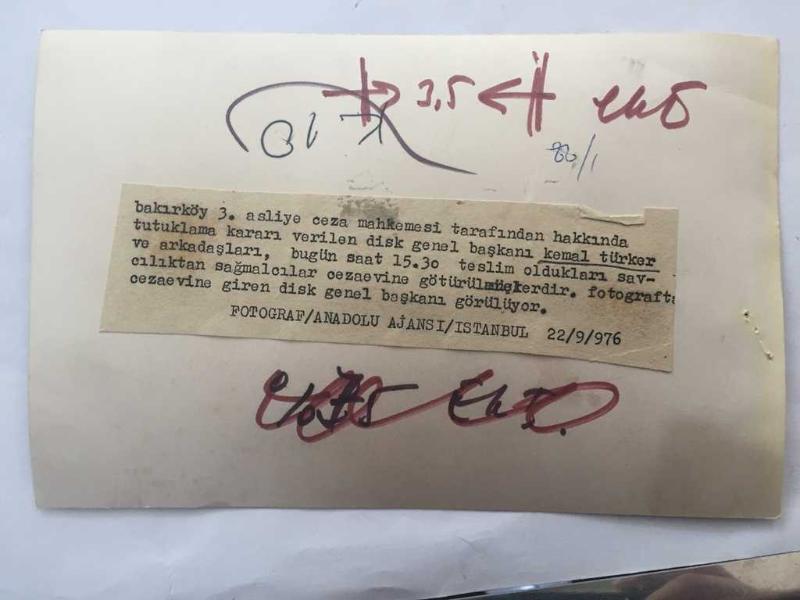 3,5
bakırköy 3. asliye ceza mahkemesi tarafından hakkında
tutuklama kararı verilen disk genel başkanı kemal türker
ve arkadaşları, bugün saat 15.30 teslim oldukları sav-
cılıktan sağmalcılar cezaevine götürülmüşlerdir. fotografta
cezaevine giren disk genel başkanı görülüyor.
FOTOGRAF/ANADOLU AJANSI/ISTANBUL 22/9/976